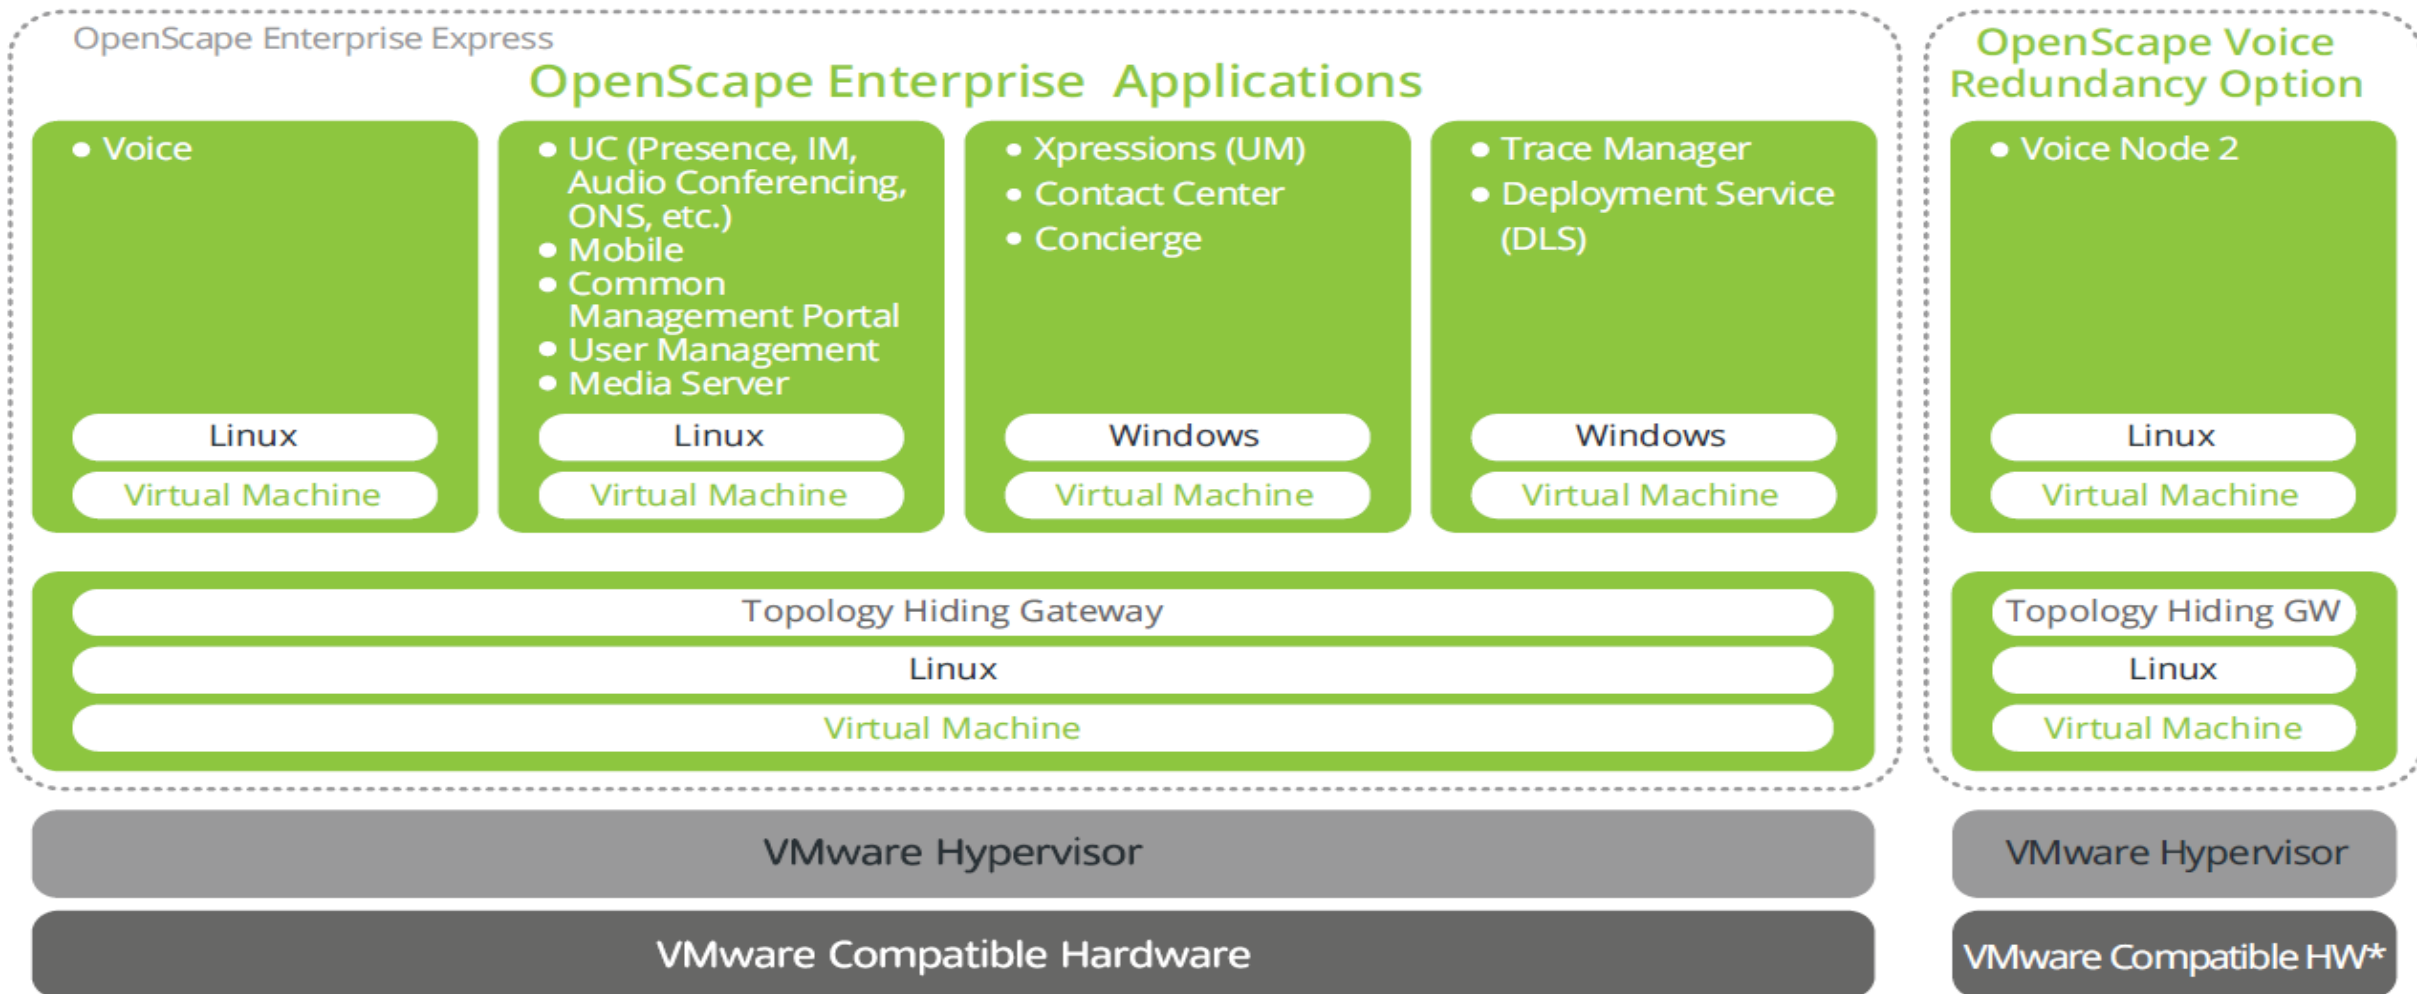 OpenScape Enterprise Express
OpenScape Enterprise Applications
• Voice
Linux
Virtual Machine
• UC (Presence, IM,
Audio Conferencing,
ONS, etc.)
• Mobile
• Common
Management Portal
• User Management
• Media Server
Linux
Virtual Machine
• Xpressions (UM)
• Contact Center
• Concierge
Windows
Virtual Machine
• Trace Manager
• Deployment Service
(DLS)
Windows
Virtual Machine
Topology Hiding Gateway
Linux
Virtual Machine
VMware Hypervisor
VMware Compatible Hardware
OpenScape Voice
Redundancy Option
• Voice Node 2
Linux
Virtual Machine
Topology Hiding GW
Linux
Virtual Machine
VMware Hypervisor
VMware Compatible HW*